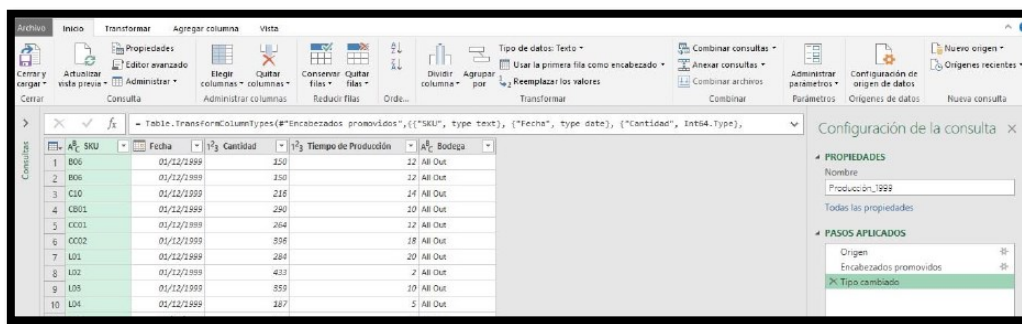 Archivo Inicio Transformar Agregar columna Vista
Cerrar y cargar
Cerrar
Actualizar vista previa
Propiedades
Editor avanzado
Administrar
Consulta
Elegir columnas
Quitar columnas
Administrar columnas
Conservar filas
Quitar filas
Reducir filas
Orde...
Dividir columna
Agrupar por
Tipo de datos: Texto
Usar la primera fila como encabezado
Reemplazar los valores
Transformar
Combinar consultas
Anexar consultas
Combinar archivos
Combinar
Administrar parámetros
Parámetros
Configuración de origen de datos
Orígenes de datos
Nuevo origen
Orígenes recientes
Nueva consulta
Consultas
fx = Table.TransformColumnTypes(#"Encabezados promovidos",{{"SKU", type text}, {"Fecha", type date}, {"Cantidad", Int64.Type},
SKU Fecha Cantidad Tiempo de Producción Bodega
1 B06 01/12/1999 150 12 All Out
2 B06 01/12/1999 150 12 All Out
3 C10 01/12/1999 216 14 All Out
4 CB01 01/12/1999 290 10 All Out
5 CC01 01/12/1999 264 12 All Out
6 CC02 01/12/1999 396 18 All Out
7 L01 01/12/1999 284 20 All Out
8 L02 01/12/1999 433 2 All Out
9 L03 01/12/1999 359 10 All Out
10 L04 01/12/1999 187 5 All Out
Configuración de la consulta
PROPIEDADES
Nombre
Producción_1999
Todas las propiedades
PASOS APLICADOS
Origen
Encabezados promovidos
Tipo cambiado